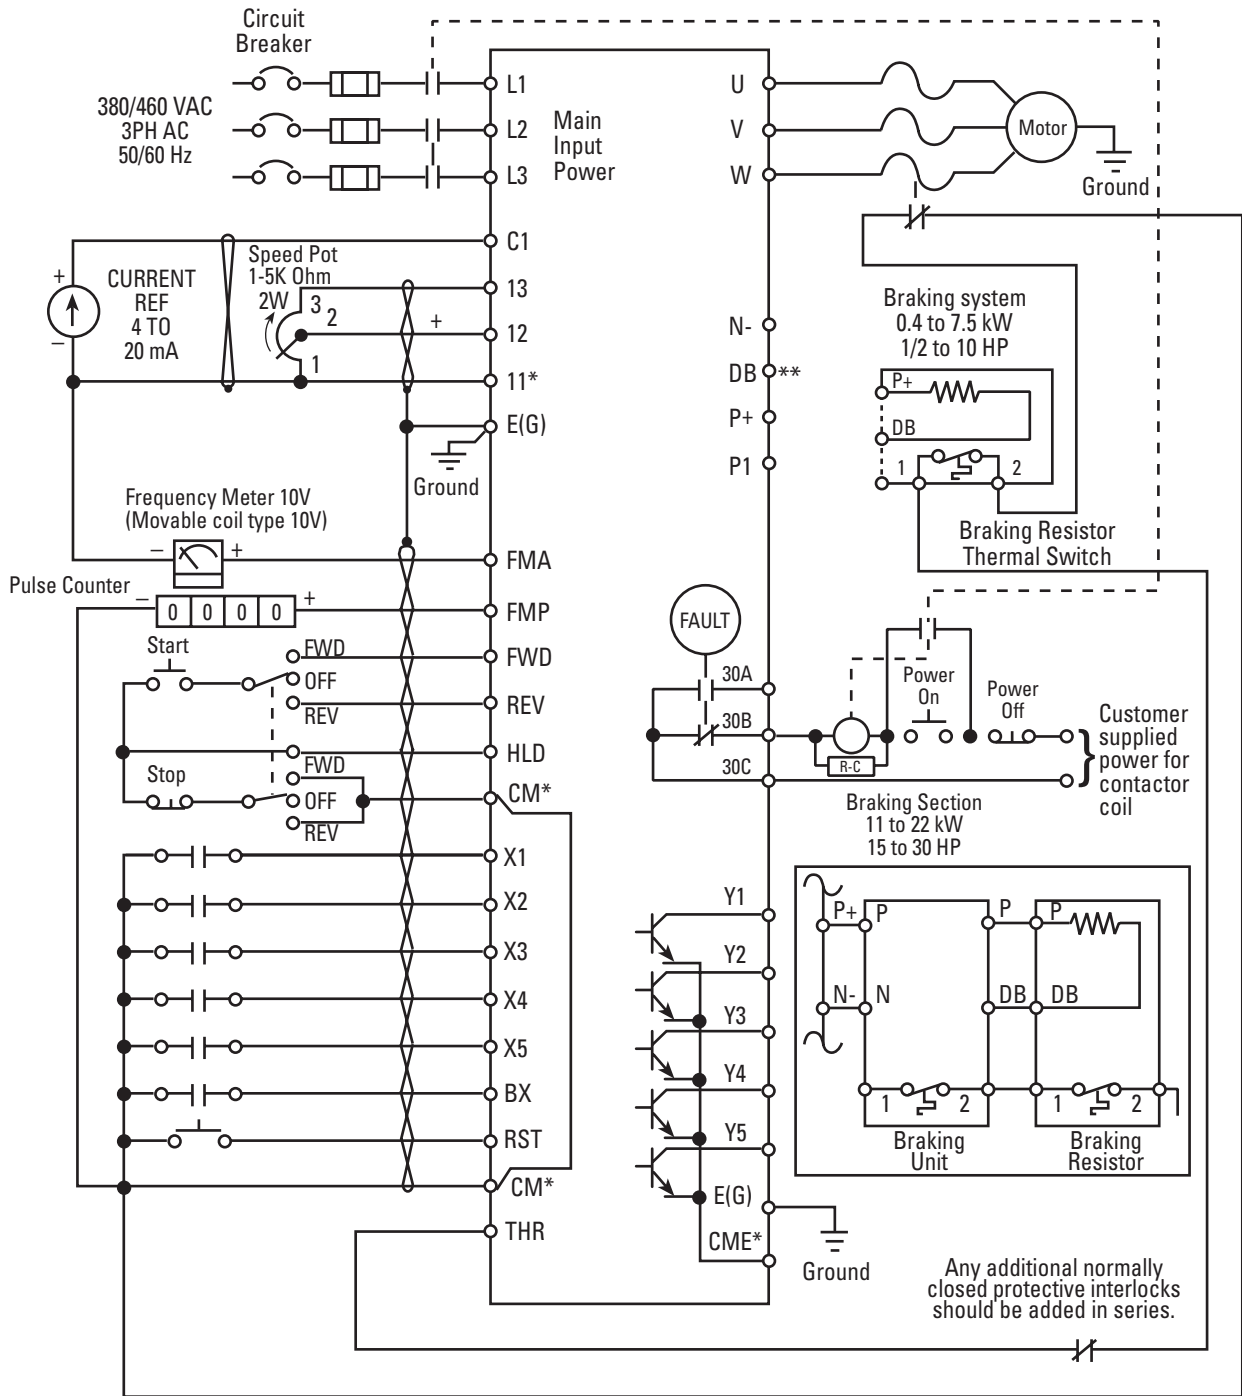 Circuit
Breaker
380/460 VAC
3PH AC
50/60 Hz
L1
L2
L3
Main
Input
Power
U
V
W
Motor
Ground
C1
+
CURRENT
REF
4 TO
20 mA
–
Speed Pot
1-5K Ohm
2W
3
2
1
+
13
12
11*
E(G)
Ground
N-
DB
**
P+
P1
Braking system
0.4 to 7.5 kW
1/2 to 10 HP
P+
DB
1
2
Braking Resistor
Thermal Switch
Frequency Meter 10V
(Movable coil type 10V)
–
+
FMA
Pulse Counter
–
0 0 0 0
+
FMP
Start
FWD
OFF
REV
FWD
REV
HLD
Stop
FWD
OFF
REV
CM*
FAULT
30A
30B
30C
R-C
Power
On
Power
Off
Customer
supplied
power for
contactor
coil
Braking Section
11 to 22 kW
15 to 30 HP
X1
X2
X3
X4
X5
BX
RST
CM*
THR
Y1
Y2
Y3
Y4
Y5
E(G)
CME*
Ground
P+
P
P
P
N-
N
DB
DB
1
2
1
2
Braking
Unit
Braking
Resistor
Any additional normally
closed protective interlocks
should be added in series.